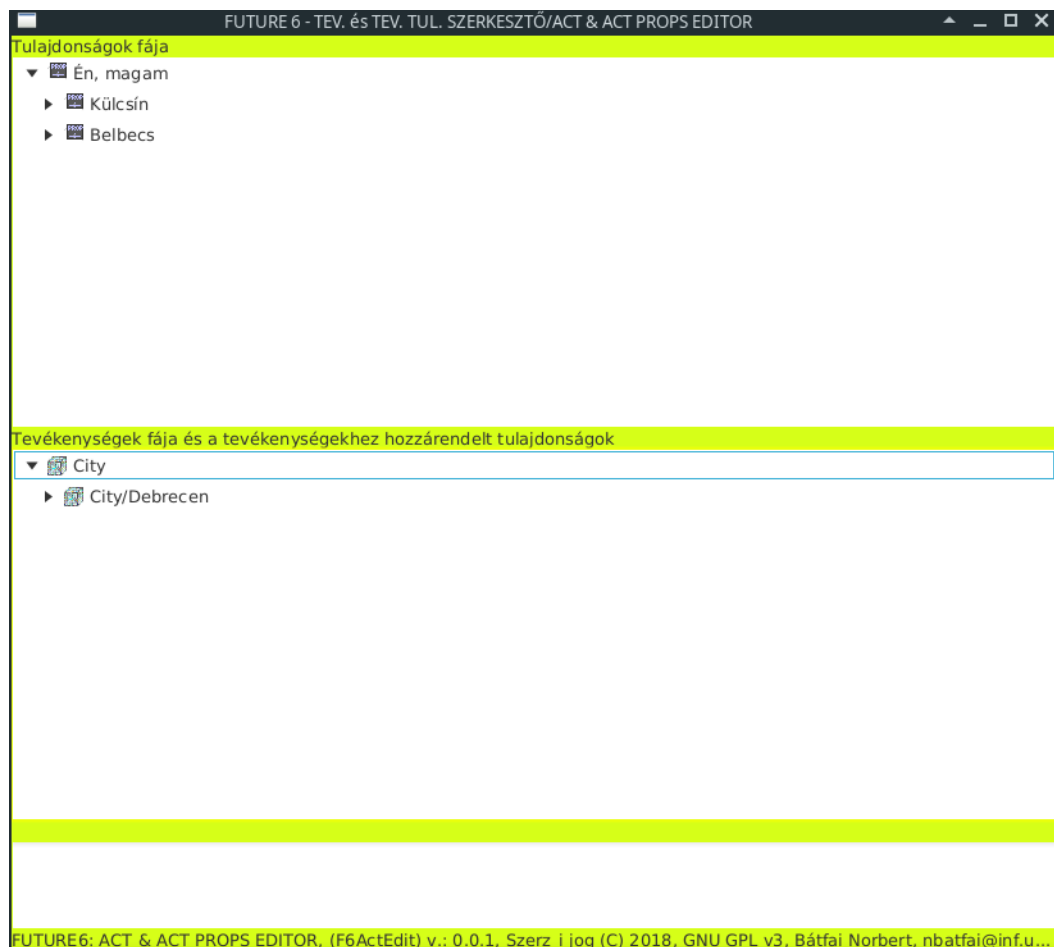 FUTURE 6 - TEV. és TEV. TUL. SZERKESZTŐ/ACT & ACT PROPS EDITOR
Tulajdonságok fája
Én, magam
Külcsín
Belbecs
Tevékenységek fája és a tevékenységekhez hozzárendelt tulajdonságok
City
City/Debrecen
FUTURE6: ACT & ACT PROPS EDITOR, (F6ActEdit) v.: 0.0.1, Szerz i jog (C) 2018, GNU GPL v3, Bátfai Norbert, nbatfai@inf.u...